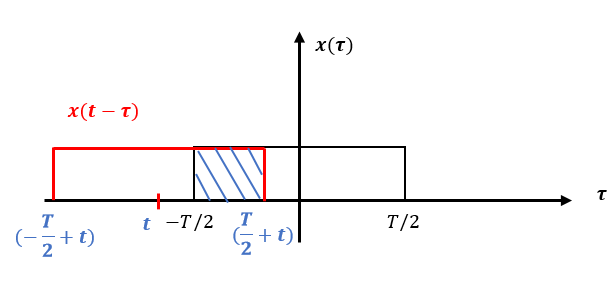 x(τ)
x(t − τ)
τ
t
−T/2
T/2
(−T/2 + t)
(T/2 + t)